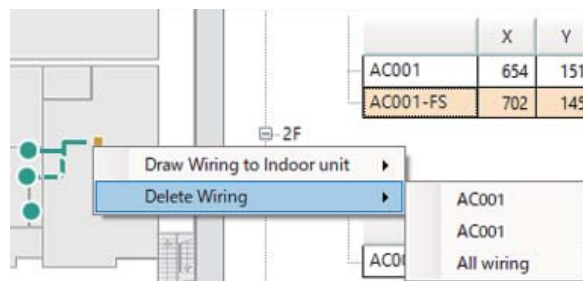 X Y
AC001 654 151
AC001-FS 702 145
2F
Draw Wiring to Indoor unit
Delete Wiring
AC001
AC001
All wiring